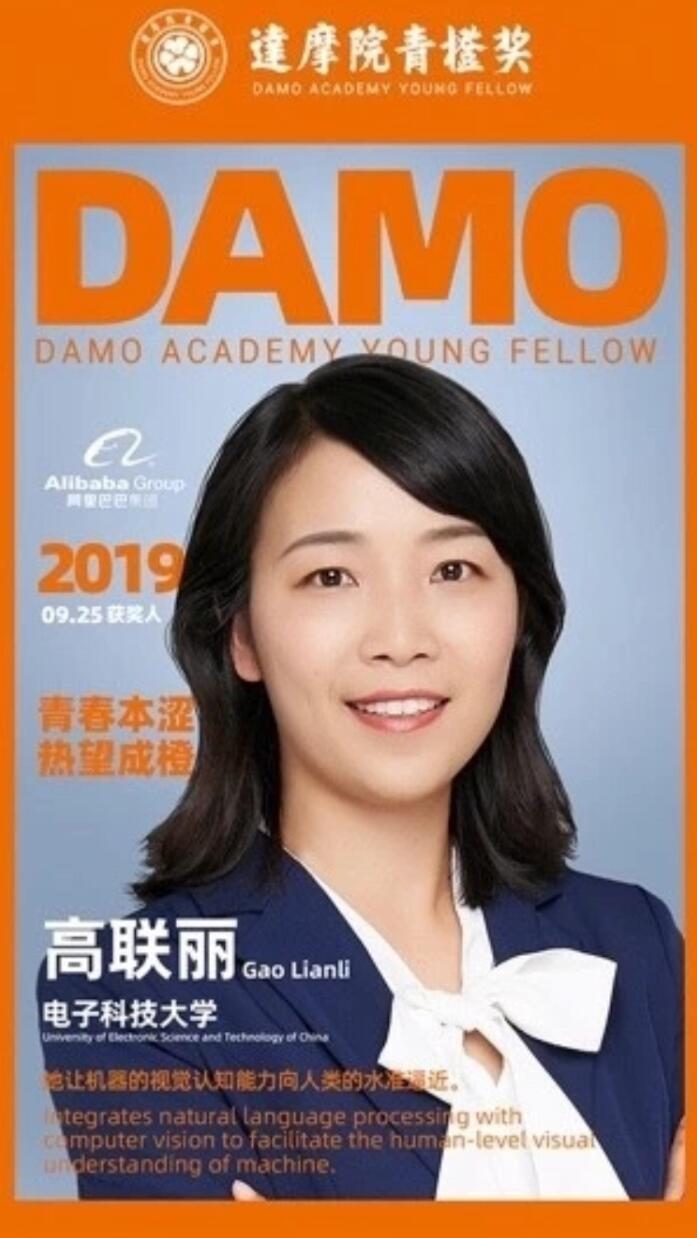 達摩院青橙奖
DAMO ACADEMY YOUNG FELLOW
DAMO
DAMO ACADEMY YOUNG FELLOW
Alibaba Group
阿里巴巴集团
2019
09.25 获奖人
青春本涩
热望成橙
高联丽 Gao Lianli
电子科技大学
University of Electronic Science and Technology of China
她让机器的视觉认知能力向人类的水准逼近。
Integrates natural language processing with
computer vision to facilitate the human-level visual
understanding of machine.